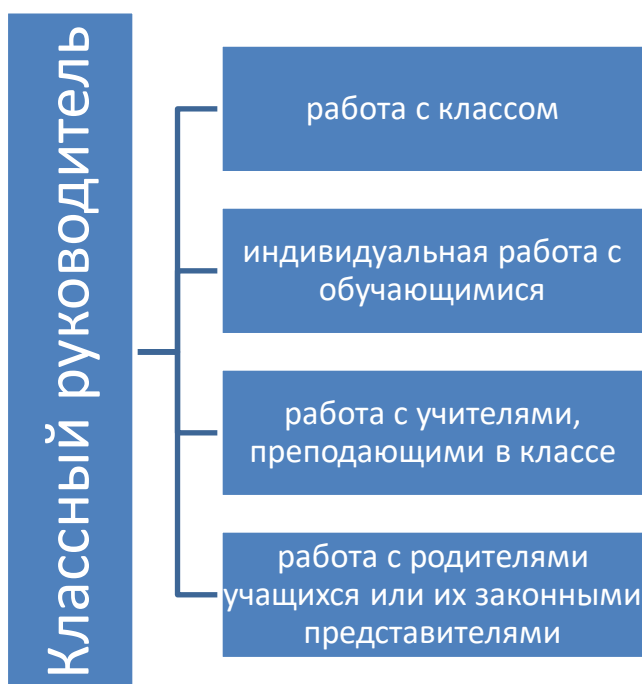 Классный руководитель
работа с классом
индивидуальная работа с
обучающимися
работа с учителями,
преподающими в классе
работа с родителями
учащихся или их законными
представителями